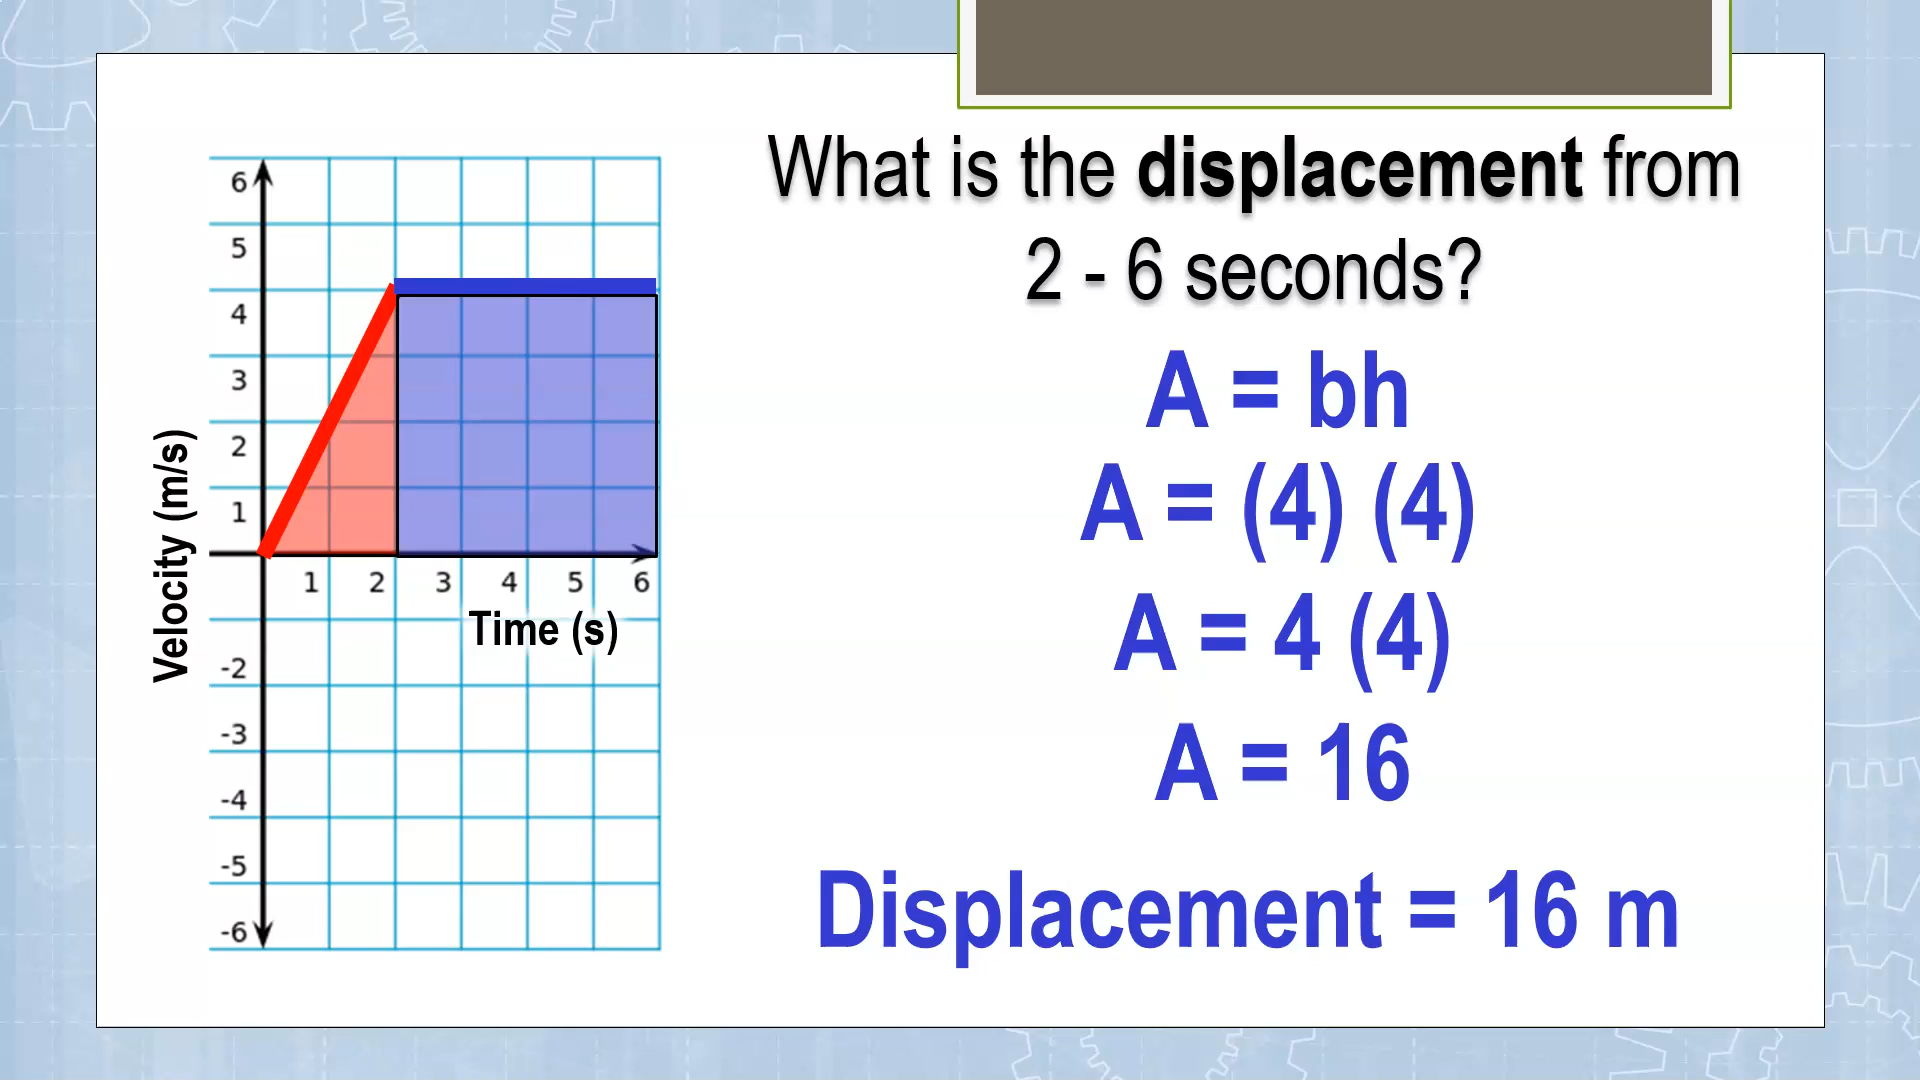 What is the displacement from
2 - 6 seconds?
A = bh
A = (4) (4)
A = 4 (4)
A = 16
Displacement = 16 m
6
5
4
3
2
1
Velocity (m/s)
1 2 3 4 5 6
Time (s)
-2
-3
-4
-5
-6